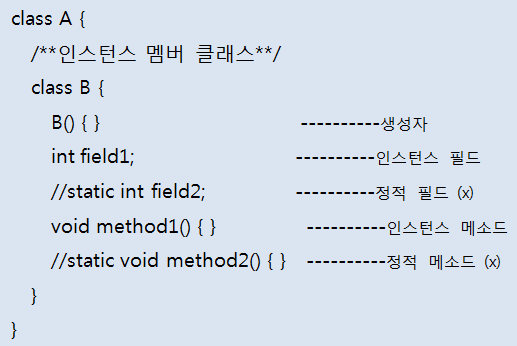 class A {
/**인스턴스 멤버 클래스**/
class B {
B() { } ----------생성자
int field1; ----------인스턴스 필드
//static int field2; ----------정적 필드 (x)
void method1() { } ----------인스턴스 메소드
//static void method2() { } ----------정적 메소드 (x)
}
}